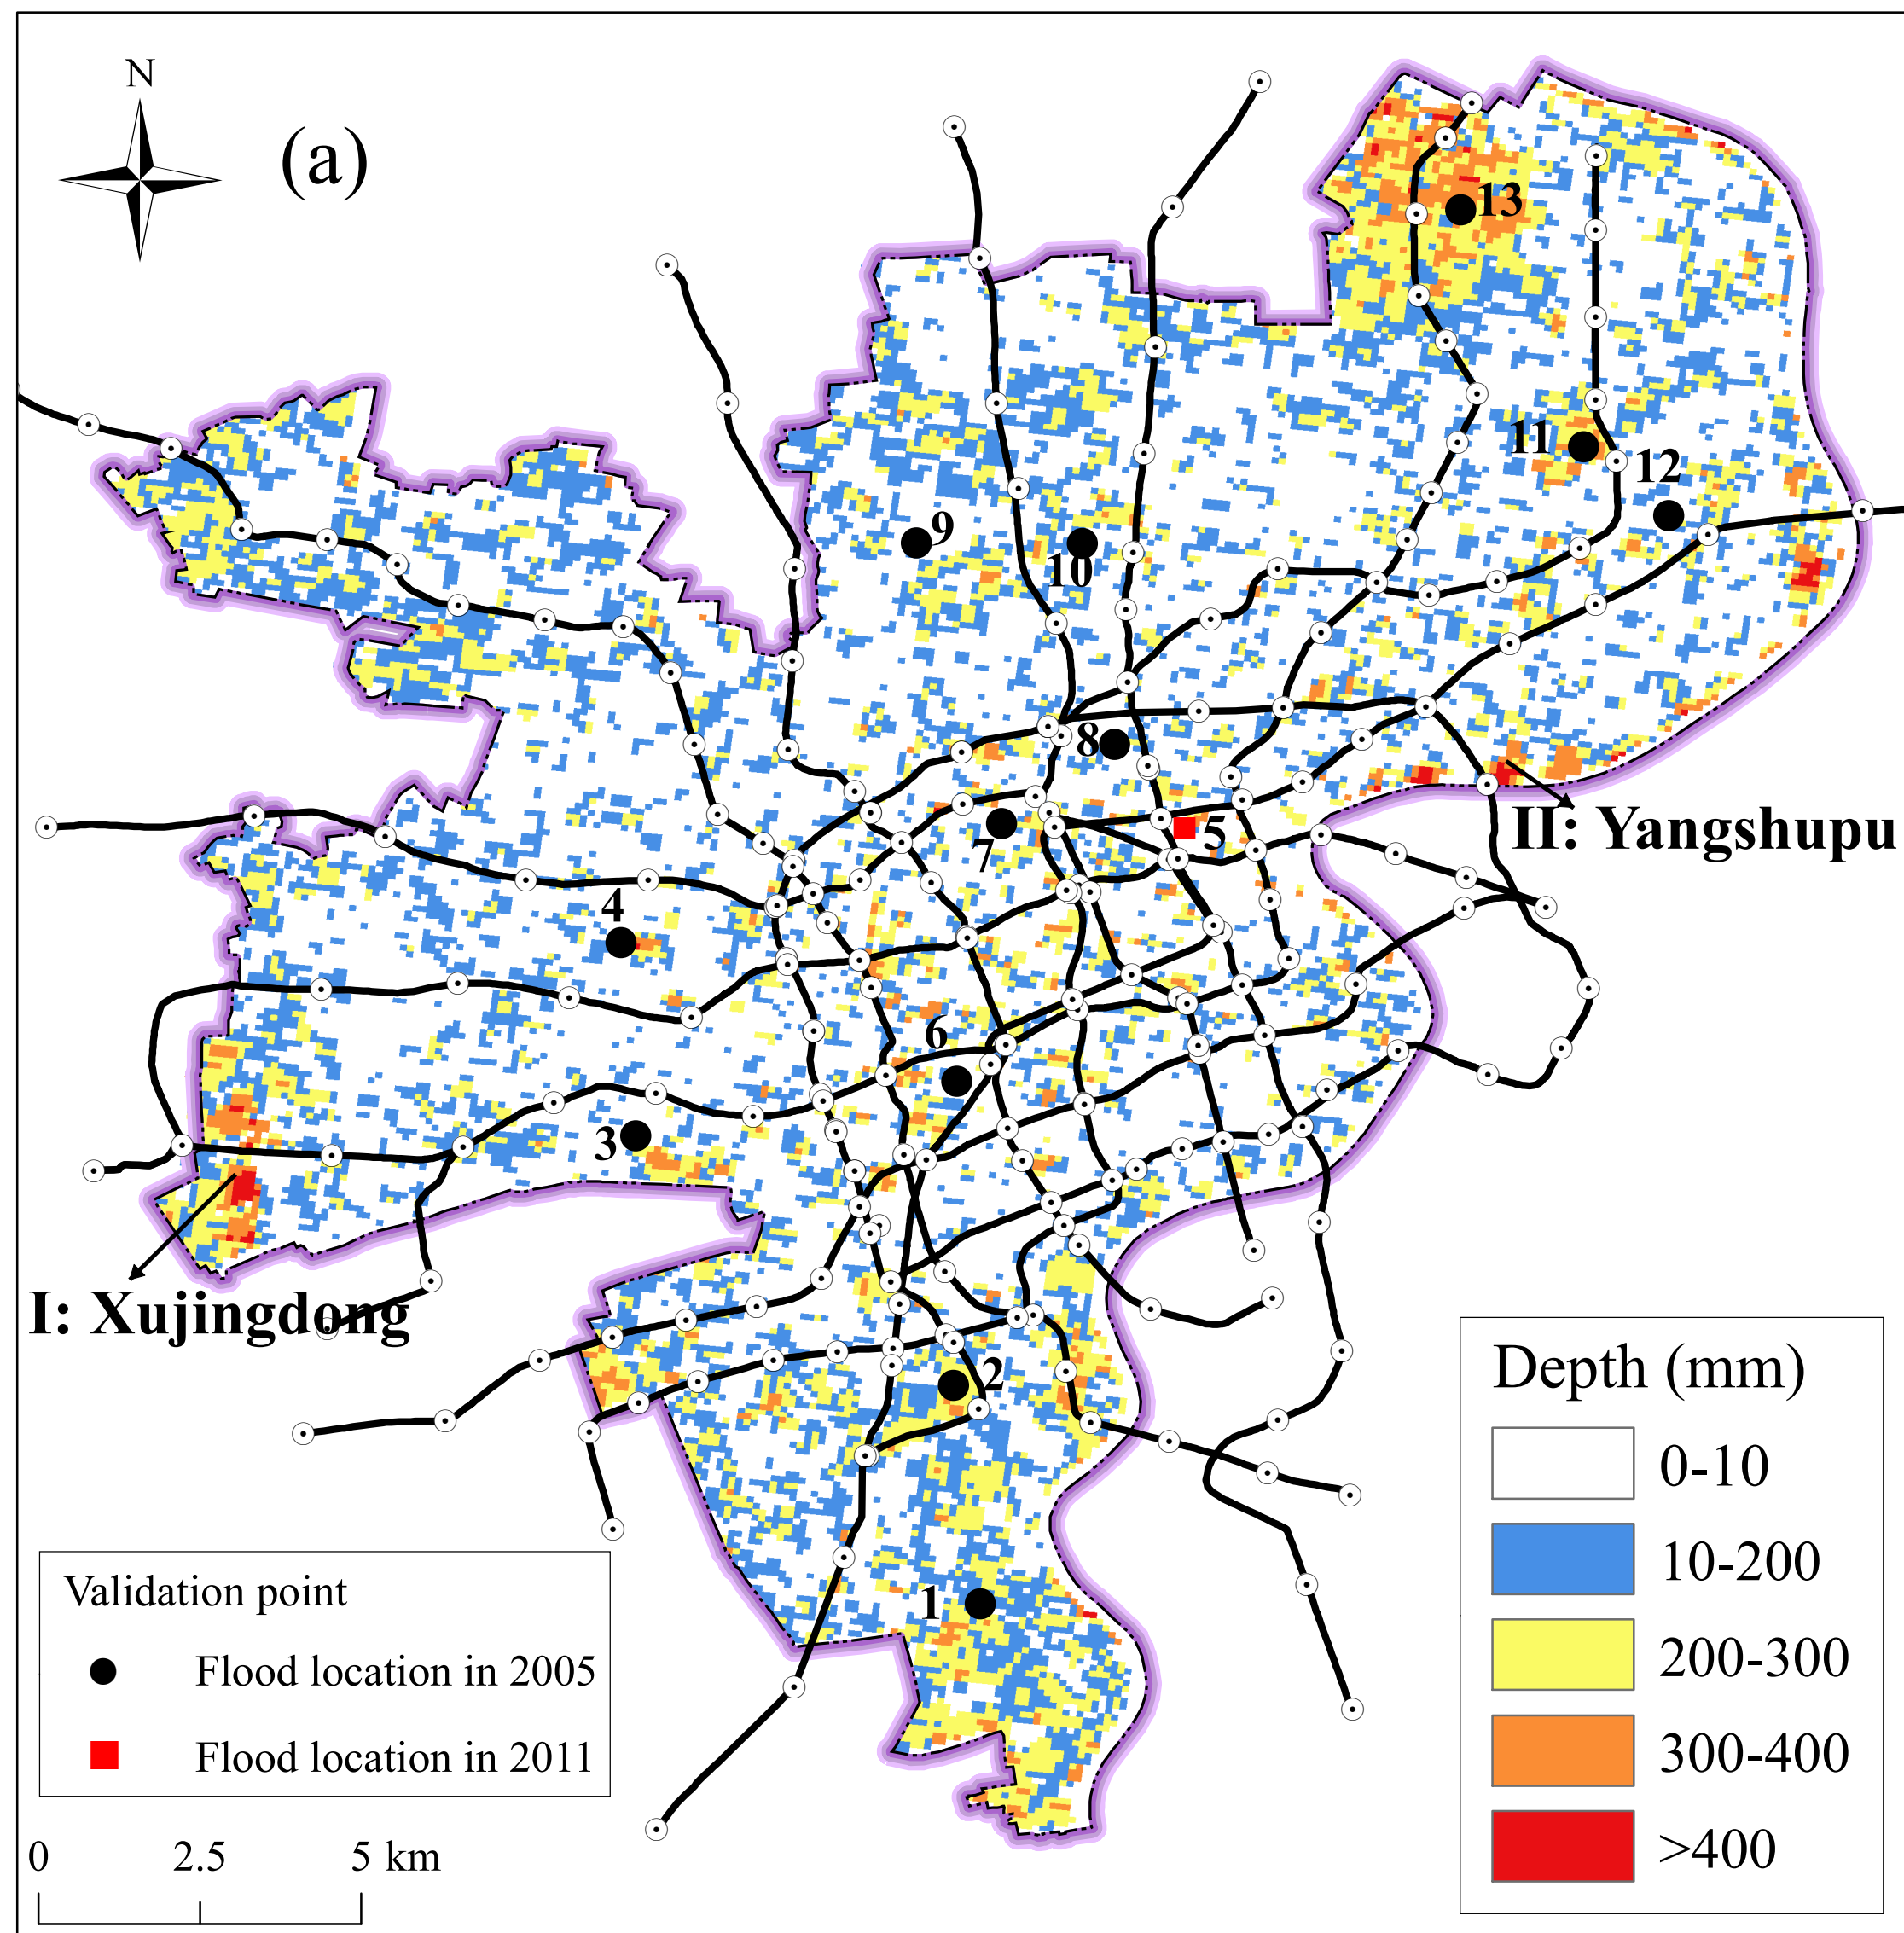 N
(a)
13
11
12
9
10
8
7
5
II: Yangshupu
4
6
3
I: Xujingdong
2
1
Depth (mm)
0-10
10-200
200-300
300-400
>400
Validation point
Flood location in 2005
Flood location in 2011
0 2.5 5 km